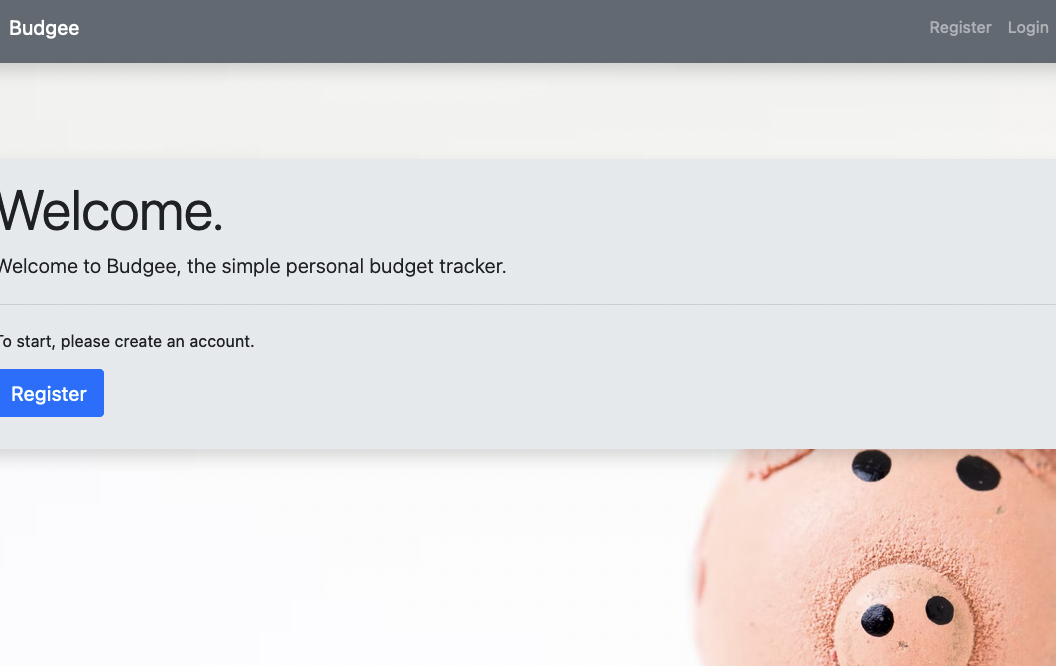 Budgee
Register Login
Welcome.
Welcome to Budgee, the simple personal budget tracker.
To start, please create an account.
Register